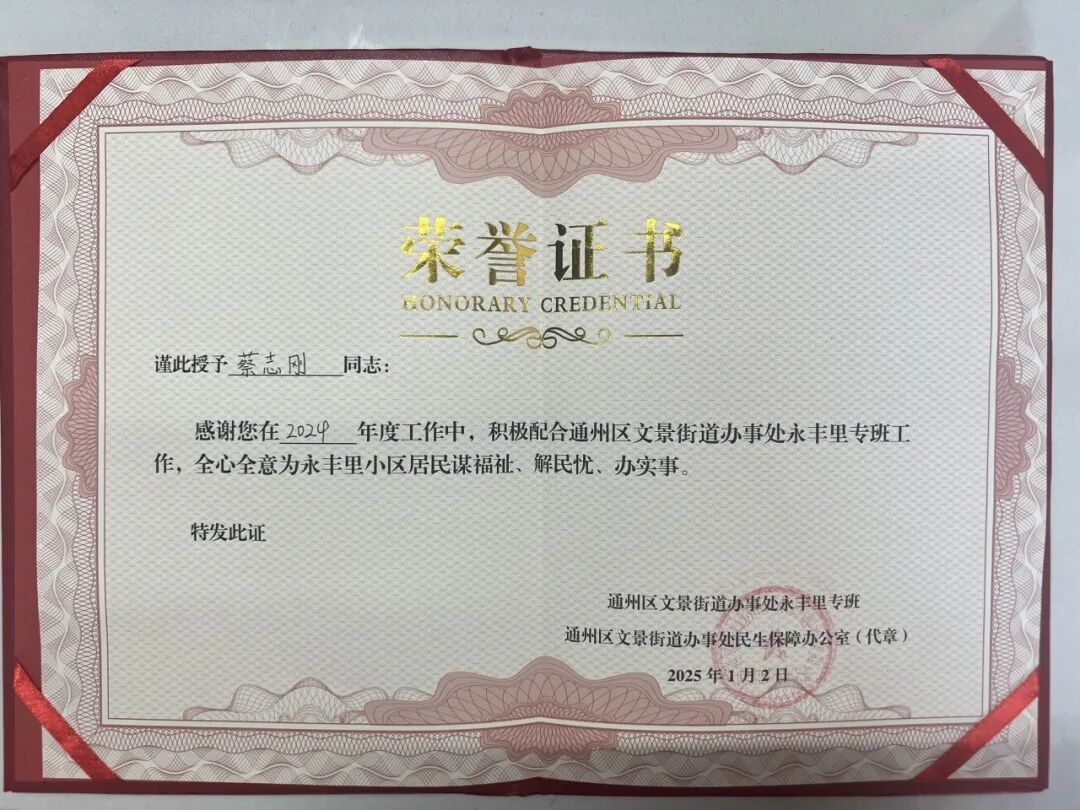 荣誉证书
HONORARY CREDENTIAL
谨此授予 蔡志刚 同志：
感谢您在 2024 年度工作中，积极配合通州区文景街道办事处永丰里专班工
作，全心全意为永丰里小区居民谋福祉、解民忧、办实事。
特发此证
通州区文景街道办事处永丰里专班
通州区文景街道办事处民生保障办公室（代章）
2025年1月2日